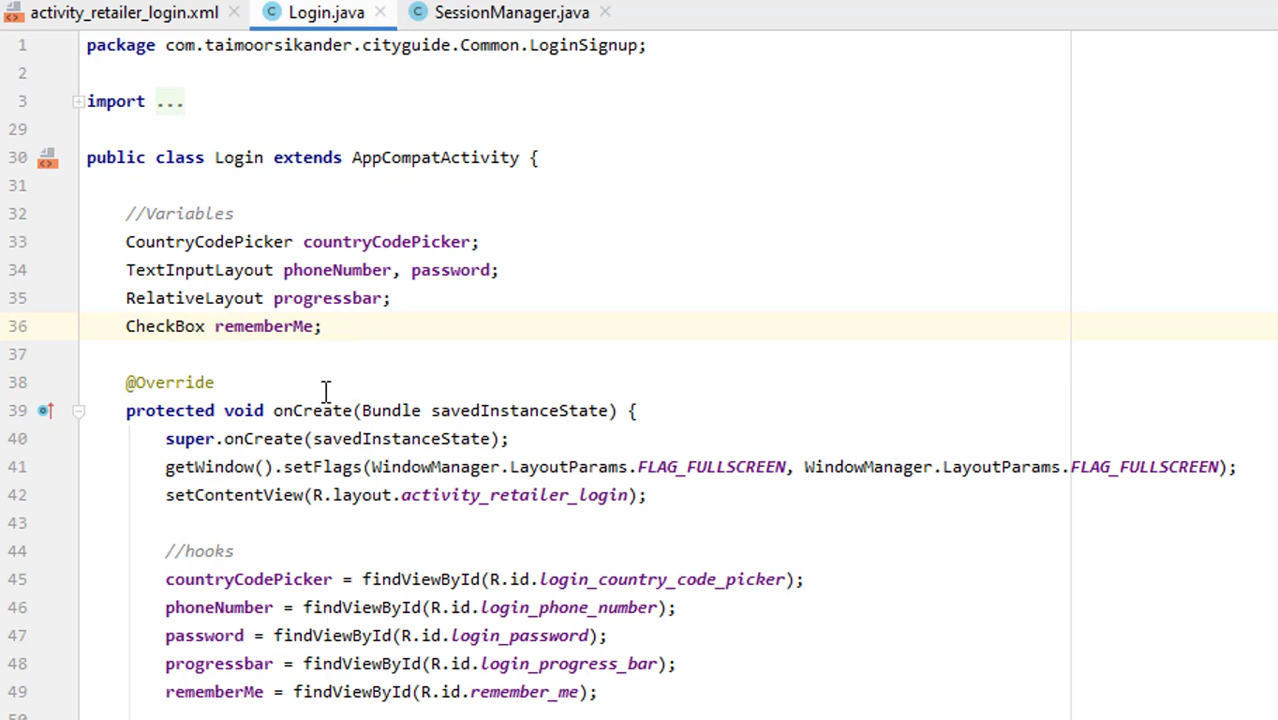 activity_retailer_login.xml Login.java SessionManager.java
1 package com.taimoorsikander.cityguide.Common.LoginSignup;
2
3 import ...
29
30 public class Login extends AppCompatActivity {
31
32 //Variables
33 CountryCodePicker countryCodePicker;
34 TextInputLayout phoneNumber, password;
35 RelativeLayout progressbar;
36 CheckBox rememberMe;
37
38 @Override
39 protected void onCreate(Bundle savedInstanceState) {
40 super.onCreate(savedInstanceState);
41 getWindow().setFlags(WindowManager.LayoutParams.FLAG_FULLSCREEN, WindowManager.LayoutParams.FLAG_FULLSCREEN);
42 setContentView(R.layout.activity_retailer_login);
43
44 //hooks
45 countryCodePicker = findViewById(R.id.login_country_code_picker);
46 phoneNumber = findViewById(R.id.login_phone_number);
47 password = findViewById(R.id.login_password);
48 progressbar = findViewById(R.id.login_progress_bar);
49 rememberMe = findViewById(R.id.remember_me);
50